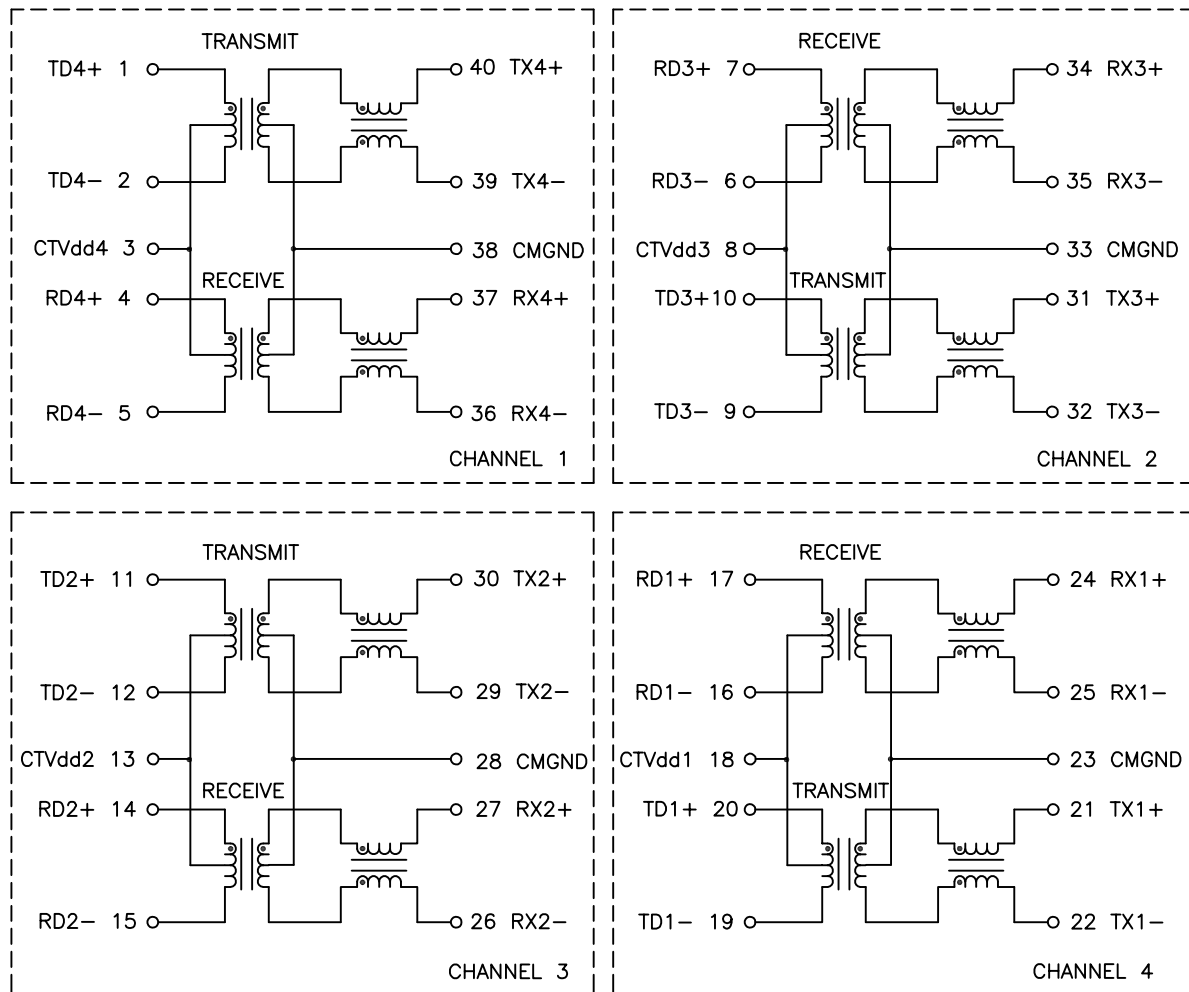 TRANSMIT
TD4+ 1
40 TX4+
TD4- 2
39 TX4-
CTVdd4 3
38 CMGND
RECEIVE
RD4+ 4
37 RX4+
RD4- 5
36 RX4-
CHANNEL 1
RECEIVE
RD3+ 7
34 RX3+
RD3- 6
35 RX3-
CTVdd3 8
33 CMGND
TRANSMIT
TD3+ 10
31 TX3+
TD3- 9
32 TX3-
CHANNEL 2
TRANSMIT
TD2+ 11
30 TX2+
TD2- 12
29 TX2-
CTVdd2 13
28 CMGND
RECEIVE
RD2+ 14
27 RX2+
RD2- 15
26 RX2-
CHANNEL 3
RECEIVE
RD1+ 17
24 RX1+
RD1- 16
25 RX1-
CTVdd1 18
23 CMGND
TRANSMIT
TD1+ 20
21 TX1+
TD1- 19
22 TX1-
CHANNEL 4